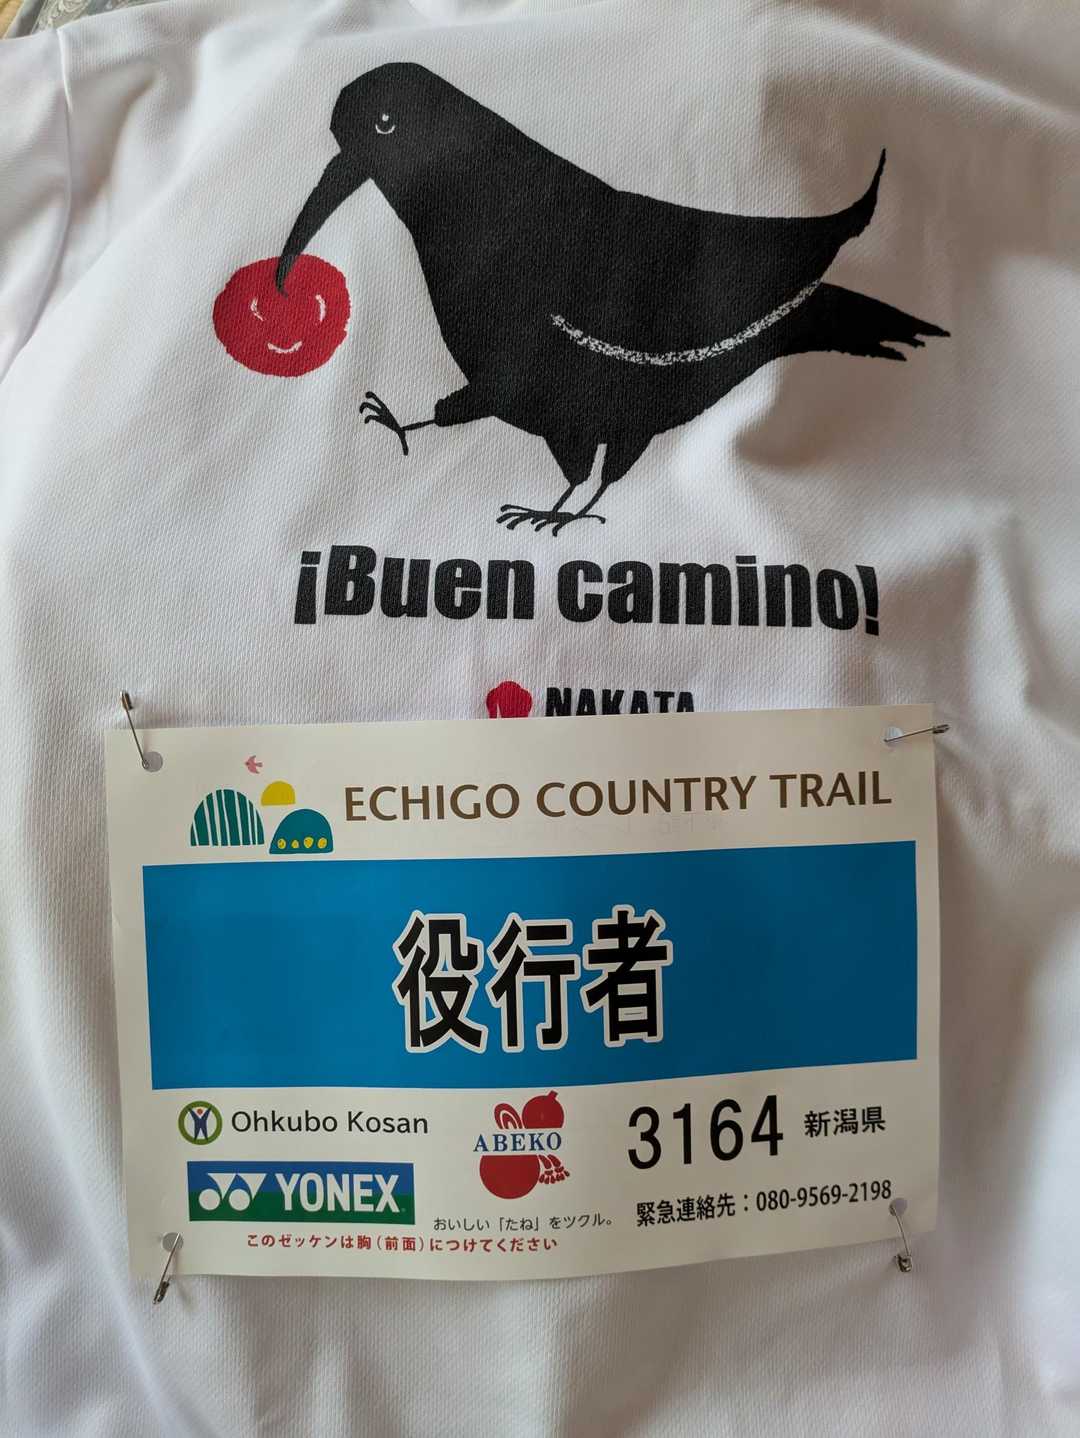 ¡Buen camino!
NAKATA
ECHIGO COUNTRY TRAIL
役行者
Ohkubo Kosan
ABEKO
3164 新潟県
YONEX
おいしい「たね」をツクル。
緊急連絡先：080-9569-2198
このゼッケンは胸（前面）につけてください